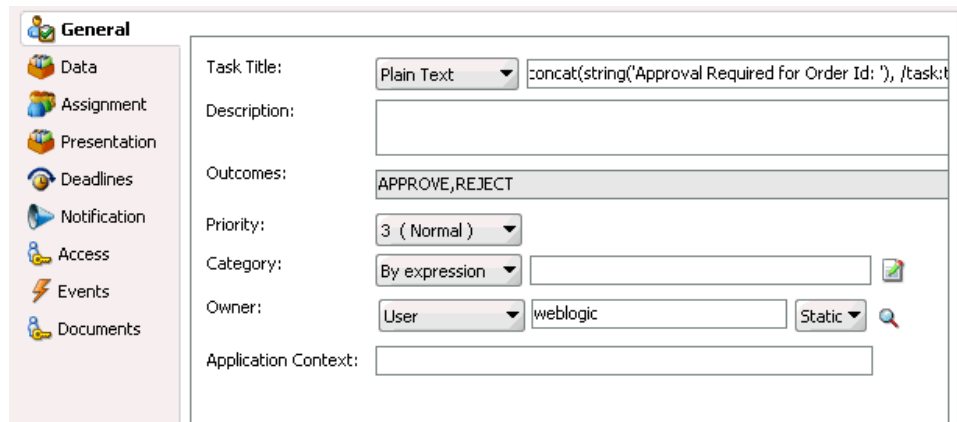 General
Data
Assignment
Presentation
Deadlines
Notification
Access
Events
Documents
Task Title: Plain Text concat(string('Approval Required for Order Id: '), /task:t
Description:
Outcomes: APPROVE,REJECT
Priority: 3 ( Normal )
Category: By expression
Owner: User weblogic Static
Application Context: